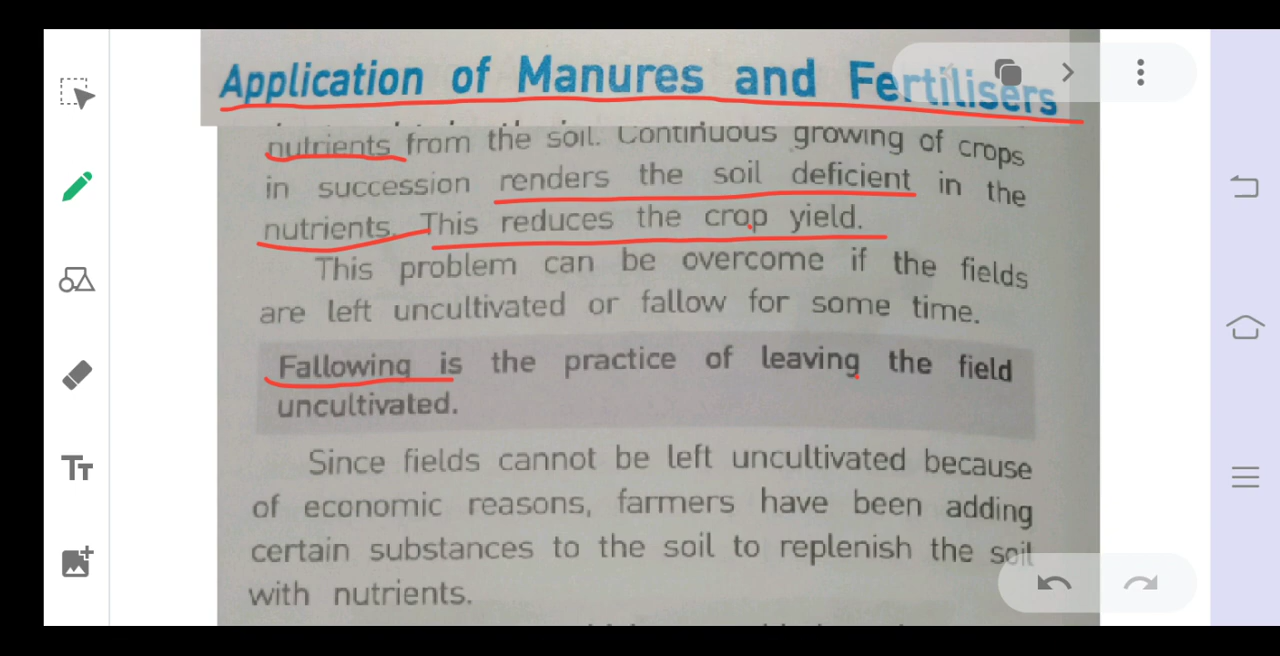 Application of Manures and Fertilisers
nutrients from the soil. Continuous growing of crops
in succession renders the soil deficient in the
nutrients. This reduces the crop yield.
This problem can be overcome if the fields
are left uncultivated or fallow for some time.
Fallowing is the practice of leaving the field
uncultivated.
Since fields cannot be left uncultivated because
of economic reasons, farmers have been adding
certain substances to the soil to replenish the soil
with nutrients.
TT